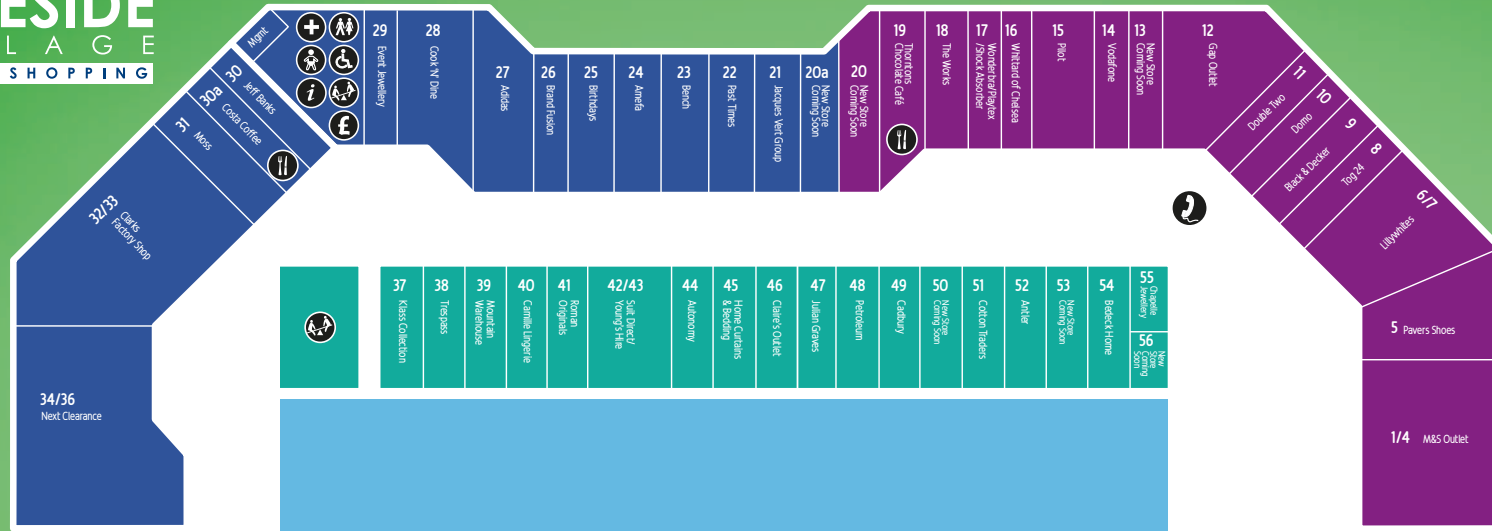 ESIDE
LAGE
SHOPPING
Mgmt
i
£
29
Event Jewellery
28
Cook 'N' Dine
27
Adidas
26
Brand Fusion
25
Birthdays
24
Amefa
23
Bench
22
Past Times
21
Jacques Vert Group
20a
New Store
Coming Soon
20
New Store
Coming Soon
19
Thorntons
Chocolate Café
18
The Works
17
Wonderbra/Playtex
/Shock Absorber
16
Whittard of Chelsea
15
Pilot
14
Vodafone
13
New Store
Coming Soon
12
Gap Outlet
11
Double Two
10
Domo
9
Black & Decker
8
Tog 24
6/7
Lillywhites
5 Pavers Shoes
1/4 M&S Outlet
30
Jeff Banks
30a
Costa Coffee
31
Moss
32/33
Clarks
Factory Shop
34/36
Next Clearance
37
Klass Collection
38
Trespass
39
Mountain
Warehouse
40
Camille Lingerie
41
Roman
Originals
42/43
Suit Direct/
Young's Hire
44
Autonomy
45
Home Curtains
& Bedding
46
Claire's Outlet
47
Julian Graves
48
Petroleum
49
Cadbury
50
New Store
Coming Soon
51
Cotton Traders
52
Antler
53
New Store
Coming Soon
54
Bedeck Home
55
Chapelle
Jewellery
56
New
Store
Coming
Soon